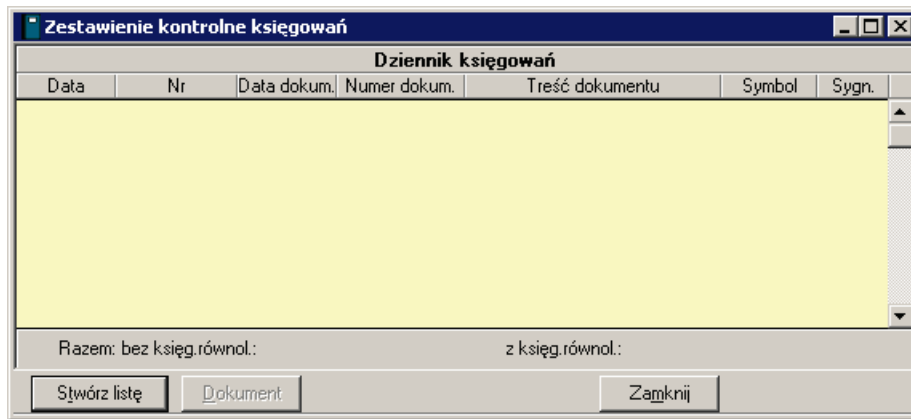 Zestawienie kontrolne księgowań
Dziennik księgowań
Data Nr Data dokum. Numer dokum. Treść dokumentu Symbol Sygn.
Razem: bez księg.równol.: z księg.równol.:
Stwórz listę Dokument Zamknij